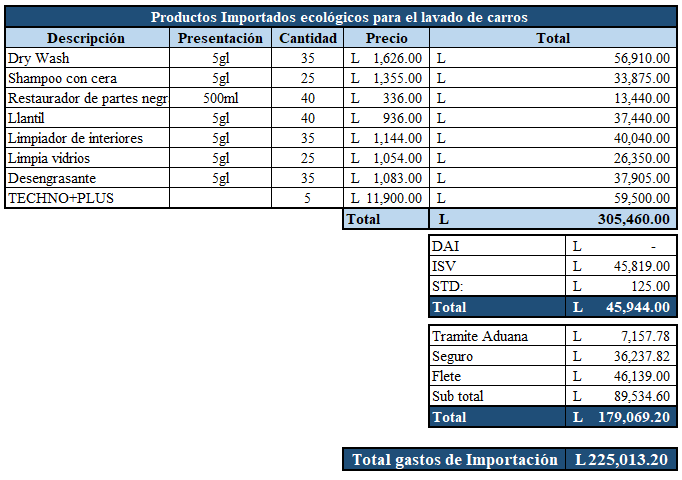 Productos Importados ecológicos para el lavado de carros
Descripción Presentación Cantidad Precio Total
Dry Wash 5gl 35 L 1,626.00 L 56,910.00
Shampoo con cera 5gl 25 L 1,355.00 L 33,875.00
Restaurador de partes negr 500ml 40 L 336.00 L 13,440.00
Llantil 5gl 40 L 936.00 L 37,440.00
Limpiador de interiores 5gl 35 L 1,144.00 L 40,040.00
Limpia vidrios 5gl 25 L 1,054.00 L 26,350.00
Desengrasante 5gl 35 L 1,083.00 L 37,905.00
TECHNO+PLUS 5 L 11,900.00 L 59,500.00
Total L 305,460.00
DAI L -
ISV L 45,819.00
STD: L 125.00
Total L 45,944.00
Tramite Aduana L 7,157.78
Seguro L 36,237.82
Flete L 46,139.00
Sub total L 89,534.60
Total L 179,069.20
Total gastos de Importación L 225,013.20